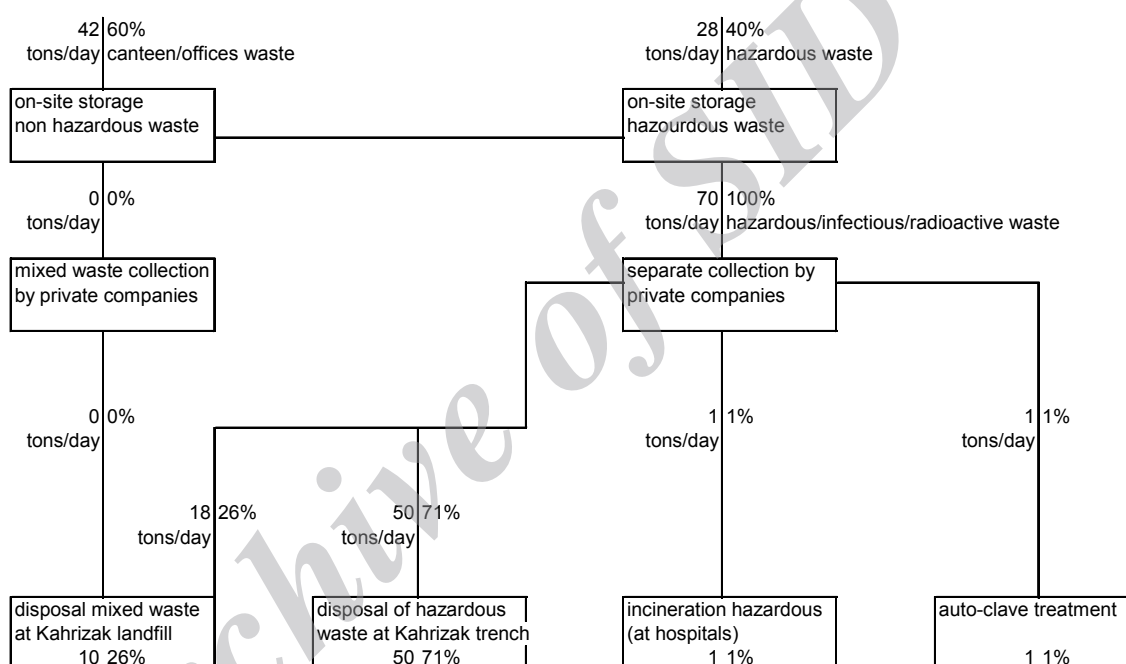 42 60%
tons/day canteen/offices waste
28 40%
tons/day hazardous waste
on-site storage
non hazardous waste
on-site storage
hazourdous waste
0 0%
tons/day
70 100%
tons/day hazardous/infectious/radioactive waste
mixed waste collection
by private companies
separate collection by
private companies
0 0%
tons/day
1 1%
tons/day
1 1%
tons/day
18 26%
tons/day
50 71%
tons/day
disposal mixed waste
at Kahrizak landfill
10 26%
disposal of hazardous
waste at Kahrizak trench
50 71%
incineration hazardous
(at hospitals)
1 1%
auto-clave treatment
1 1%
chive of SID